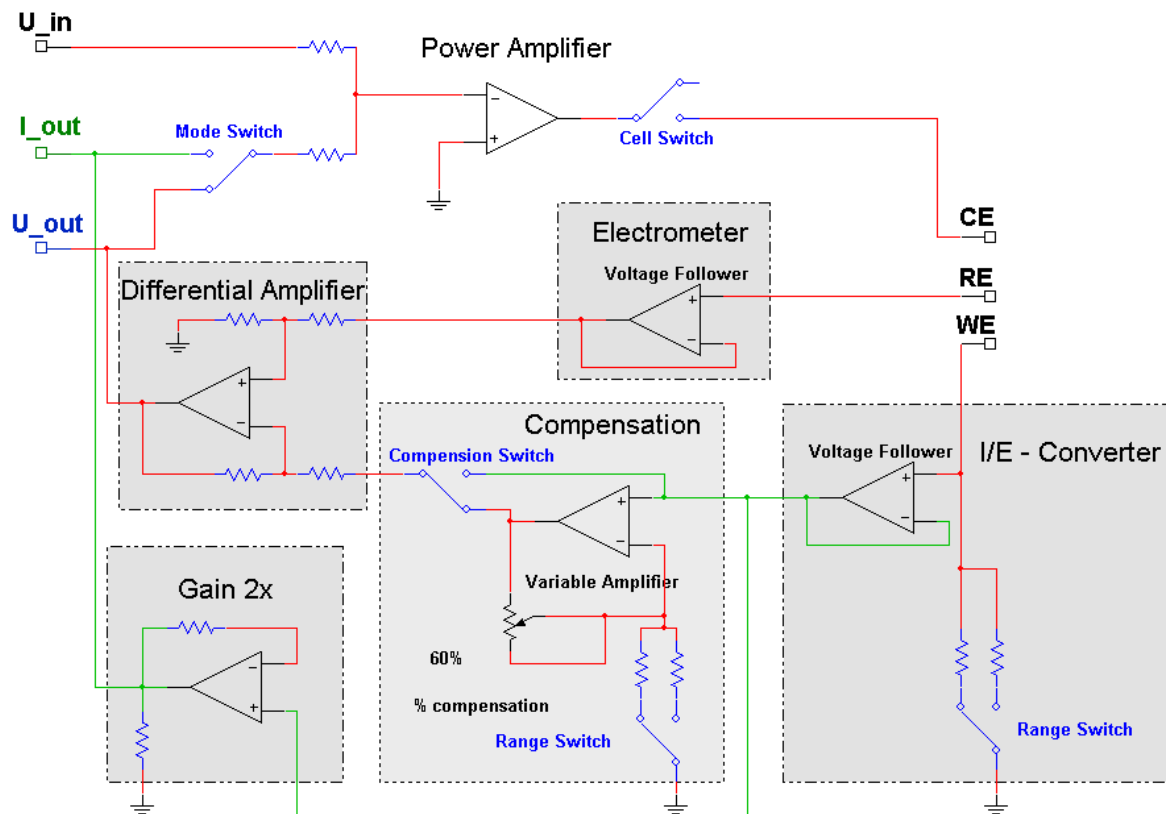 U_in
Power Amplifier
I_out
Mode Switch
Cell Switch
U_out
CE
Electrometer
Voltage Follower
RE
Differential Amplifier
WE
Compensation
Compension Switch
Voltage Follower
I/E - Converter
Variable Amplifier
Gain 2x
60%
% compensation
Range Switch
Range Switch
−
+
+
−
+
−
+
−
+
−
−
+